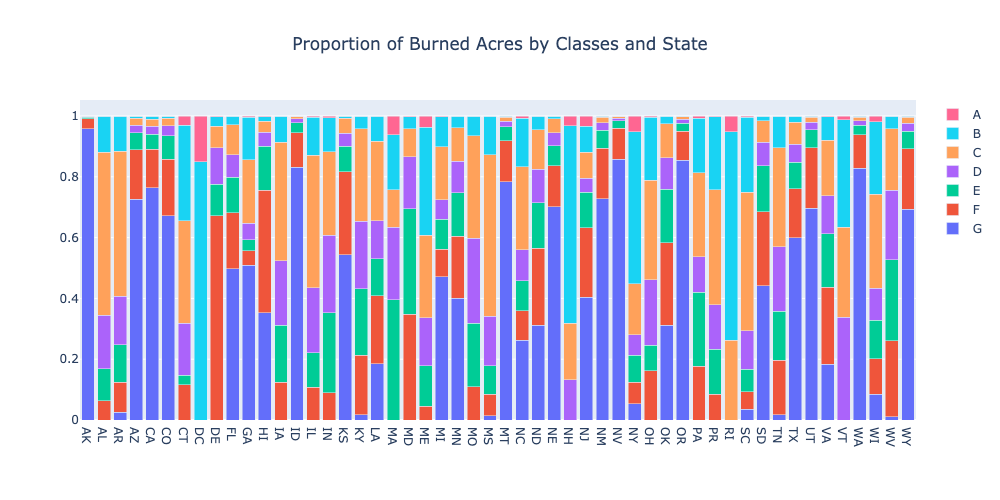 Proportion of Burned Acres by Classes and State
1
0.8
0.6
0.4
0.2
0
AK AL AR AZ CA CO CT DC DE FL GA HI IA ID IL IN KS KY LA MA MD ME MI MN MO MS MT NC ND NE NH NJ NM NV NY OH OK OR PA PR RI SC SD TN TX UT VA VT WA WI WV WY
A
B
C
D
E
F
G